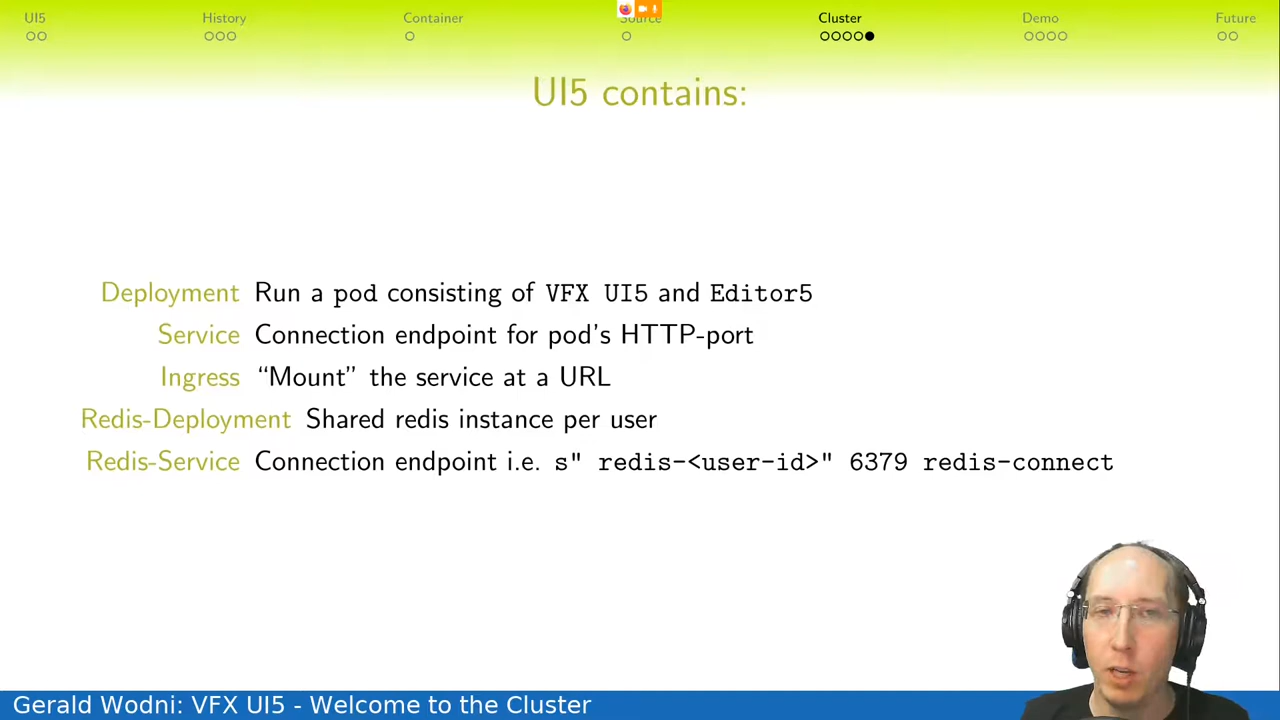 UI5 History Container Source Cluster Demo Future
UI5 contains:
Deployment Run a pod consisting of VFX UI5 and Editor5
Service Connection endpoint for pod's HTTP-port
Ingress “Mount” the service at a URL
Redis-Deployment Shared redis instance per user
Redis-Service Connection endpoint i.e. s" redis-<user-id>" 6379 redis-connect
Gerald Wodni: VFX UI5 - Welcome to the Cluster